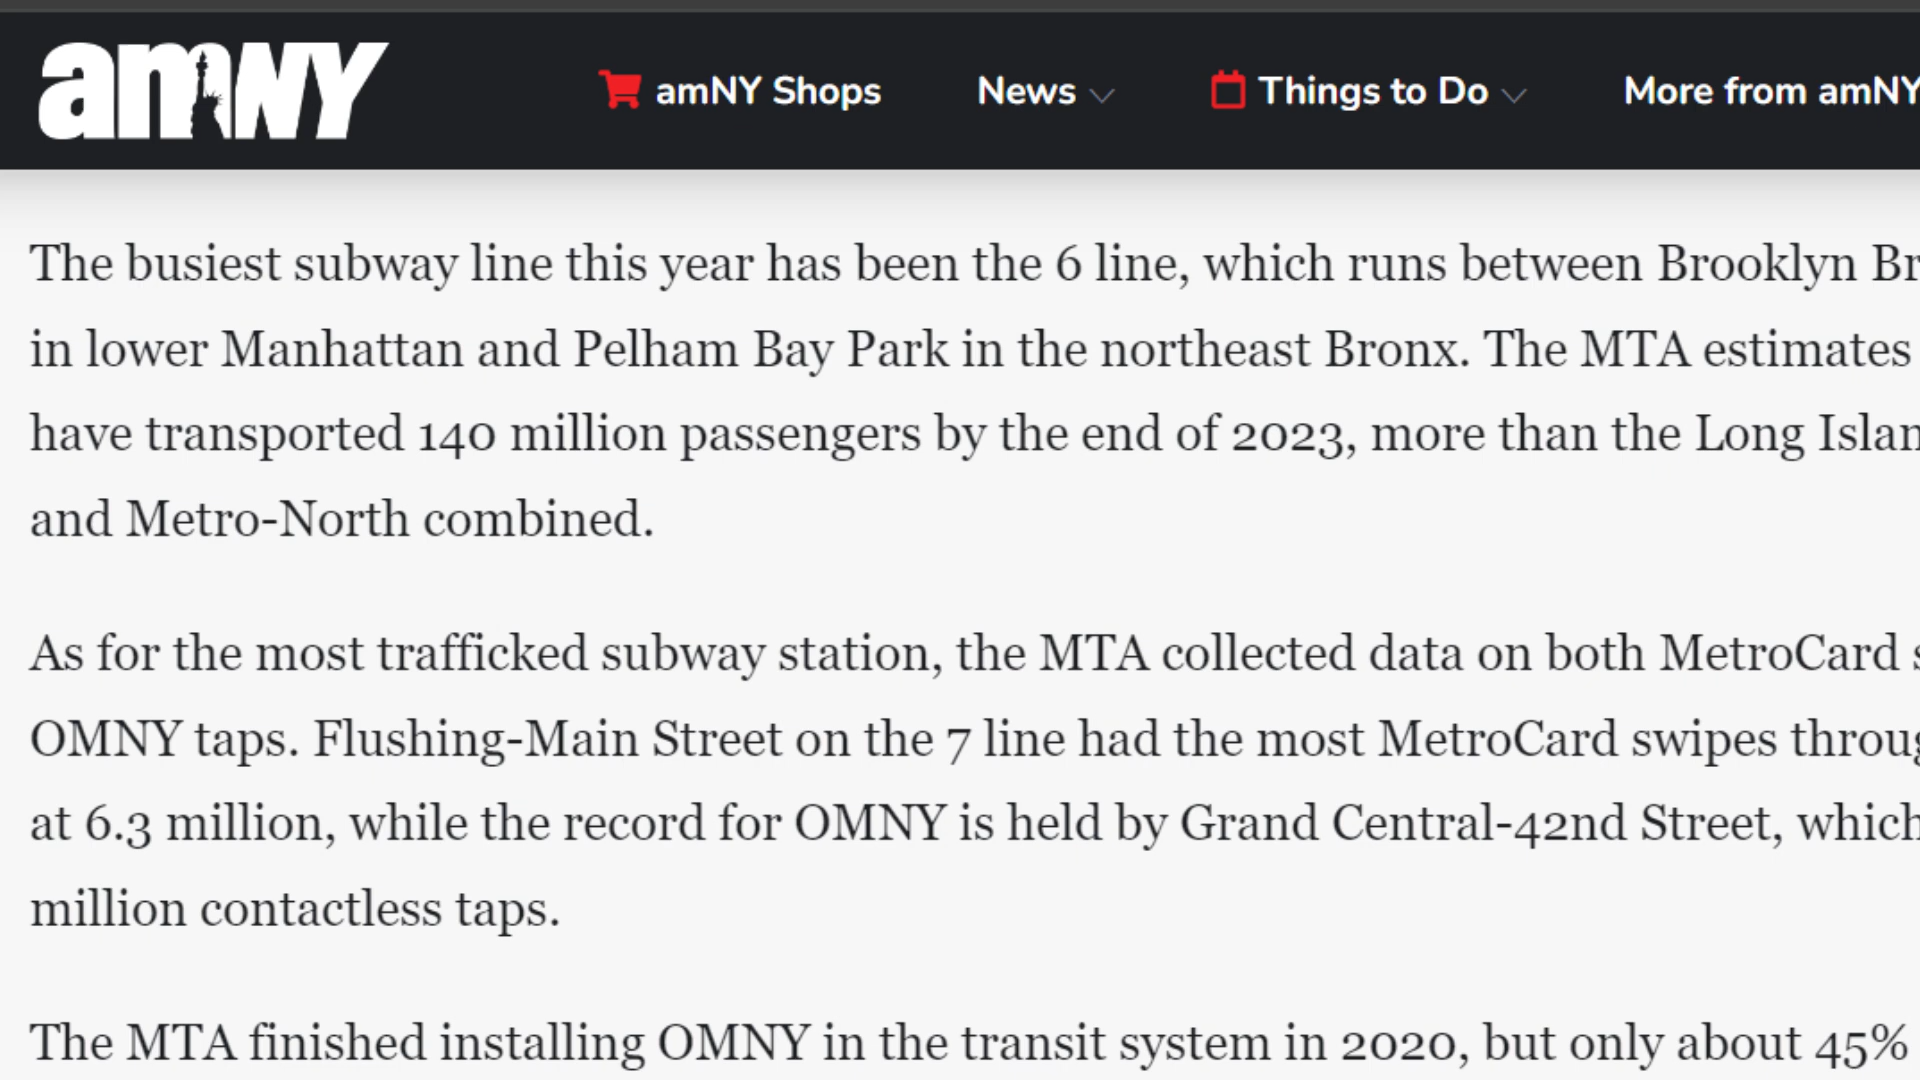 amNY
amNY Shops News Things to Do More from amNY
The busiest subway line this year has been the 6 line, which runs between Brooklyn
in lower Manhattan and Pelham Bay Park in the northeast Bronx. The MTA estimates
have transported 140 million passengers by the end of 2023, more than the Long
and Metro-North combined.
As for the most trafficked subway station, the MTA collected data on both MetroCard
OMNY taps. Flushing-Main Street on the 7 line had the most MetroCard swipes
at 6.3 million, while the record for OMNY is held by Grand Central-42nd Street, which
million contactless taps.
The MTA finished installing OMNY in the transit system in 2020, but only about 45%